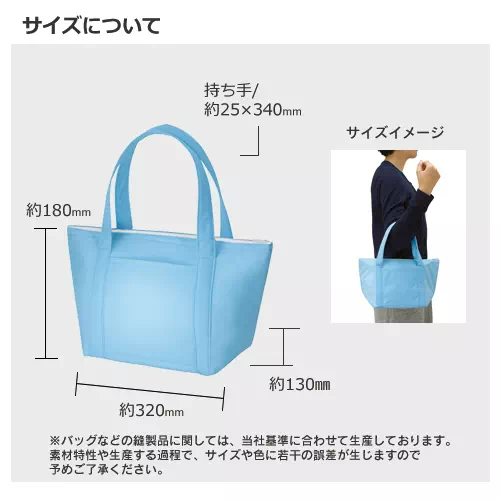 サイズについて
持ち手/
約25×340mm
サイズイメージ
約180mm
約130㎜
約320mm
※バッグなどの縫製品に関しては、当社基準に合わせて生産しております。
素材特性や生産する過程で、サイズや色に若干の誤差が生じますので
予めご了承ください。